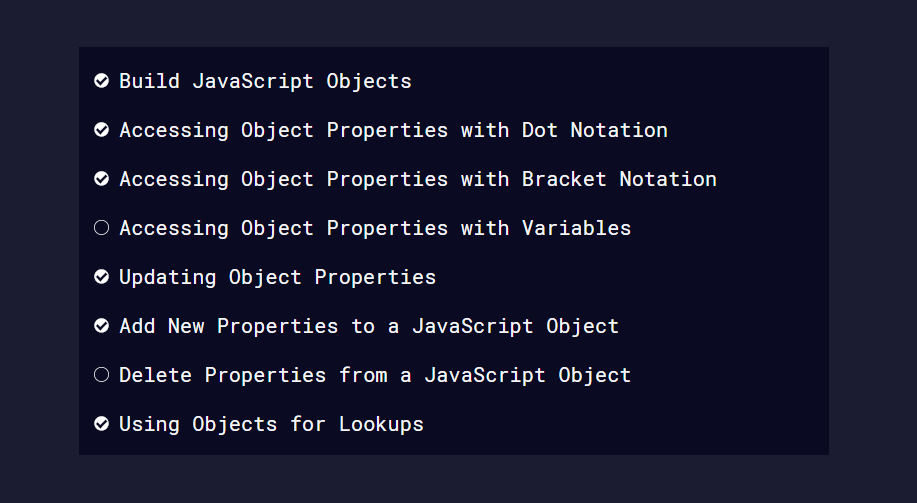 Build JavaScript Objects
Accessing Object Properties with Dot Notation
Accessing Object Properties with Bracket Notation
Accessing Object Properties with Variables
Updating Object Properties
Add New Properties to a JavaScript Object
Delete Properties from a JavaScript Object
Using Objects for Lookups